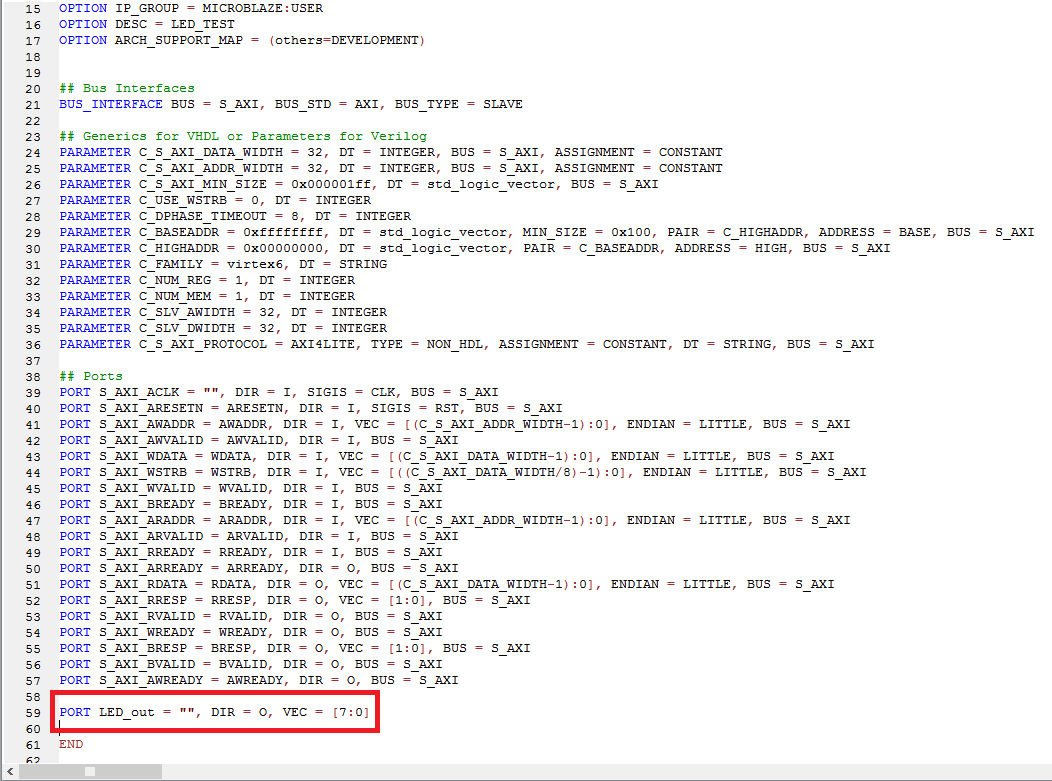 15 OPTION IP_GROUP = MICROBLAZE:USER
16 OPTION DESC = LED_TEST
17 OPTION ARCH_SUPPORT_MAP = (others=DEVELOPMENT)
18
19
20 ## Bus Interfaces
21 BUS_INTERFACE BUS = S_AXI, BUS_STD = AXI, BUS_TYPE = SLAVE
22
23 ## Generics for VHDL or Parameters for Verilog
24 PARAMETER C_S_AXI_DATA_WIDTH = 32, DT = INTEGER, BUS = S_AXI, ASSIGNMENT = CONSTANT
25 PARAMETER C_S_AXI_ADDR_WIDTH = 32, DT = INTEGER, BUS = S_AXI, ASSIGNMENT = CONSTANT
26 PARAMETER C_S_AXI_MIN_SIZE = 0x000001ff, DT = std_logic_vector, BUS = S_AXI
27 PARAMETER C_USE_WSTRB = 0, DT = INTEGER
28 PARAMETER C_DPHASE_TIMEOUT = 8, DT = INTEGER
29 PARAMETER C_BASEADDR = 0xffffffff, DT = std_logic_vector, MIN_SIZE = 0x100, PAIR = C_HIGHADDR, ADDRESS = BASE, BUS = S_AXI
30 PARAMETER C_HIGHADDR = 0x00000000, DT = std_logic_vector, PAIR = C_BASEADDR, ADDRESS = HIGH, BUS = S_AXI
31 PARAMETER C_FAMILY = virtex6, DT = STRING
32 PARAMETER C_NUM_REG = 1, DT = INTEGER
33 PARAMETER C_NUM_MEM = 1, DT = INTEGER
34 PARAMETER C_SLV_AWIDTH = 32, DT = INTEGER
35 PARAMETER C_SLV_DWIDTH = 32, DT = INTEGER
36 PARAMETER C_S_AXI_PROTOCOL = AXI4LITE, TYPE = NON_HDL, ASSIGNMENT = CONSTANT, DT = STRING, BUS = S_AXI
37
38 ## Ports
39 PORT S_AXI_ACLK = "", DIR = I, SIGIS = CLK, BUS = S_AXI
40 PORT S_AXI_ARESETN = ARESETN, DIR = I, SIGIS = RST, BUS = S_AXI
41 PORT S_AXI_AWADDR = AWADDR, DIR = I, VEC = [(C_S_AXI_ADDR_WIDTH-1):0], ENDIAN = LITTLE, BUS = S_AXI
42 PORT S_AXI_AWVALID = AWVALID, DIR = I, BUS = S_AXI
43 PORT S_AXI_WDATA = WDATA, DIR = I, VEC = [(C_S_AXI_DATA_WIDTH-1):0], ENDIAN = LITTLE, BUS = S_AXI
44 PORT S_AXI_WSTRB = WSTRB, DIR = I, VEC = [((C_S_AXI_DATA_WIDTH/8)-1):0], ENDIAN = LITTLE, BUS = S_AXI
45 PORT S_AXI_WVALID = WVALID, DIR = I, BUS = S_AXI
46 PORT S_AXI_BREADY = BREADY, DIR = I, BUS = S_AXI
47 PORT S_AXI_ARADDR = ARADDR, DIR = I, VEC = [(C_S_AXI_ADDR_WIDTH-1):0], ENDIAN = LITTLE, BUS = S_AXI
48 PORT S_AXI_ARVALID = ARVALID, DIR = I, BUS = S_AXI
49 PORT S_AXI_RREADY = RREADY, DIR = I, BUS = S_AXI
50 PORT S_AXI_ARREADY = ARREADY, DIR = O, BUS = S_AXI
51 PORT S_AXI_RDATA = RDATA, DIR = O, VEC = [(C_S_AXI_DATA_WIDTH-1):0], ENDIAN = LITTLE, BUS = S_AXI
52 PORT S_AXI_RRESP = RRESP, DIR = O, VEC = [1:0], BUS = S_AXI
53 PORT S_AXI_RVALID = RVALID, DIR = O, BUS = S_AXI
54 PORT S_AXI_WREADY = WREADY, DIR = O, BUS = S_AXI
55 PORT S_AXI_BRESP = BRESP, DIR = O, VEC = [1:0], BUS = S_AXI
56 PORT S_AXI_BVALID = BVALID, DIR = O, BUS = S_AXI
57 PORT S_AXI_AWREADY = AWREADY, DIR = O, BUS = S_AXI
58
59 PORT LED_out = "", DIR = O, VEC = [7:0]
60
61 END
62